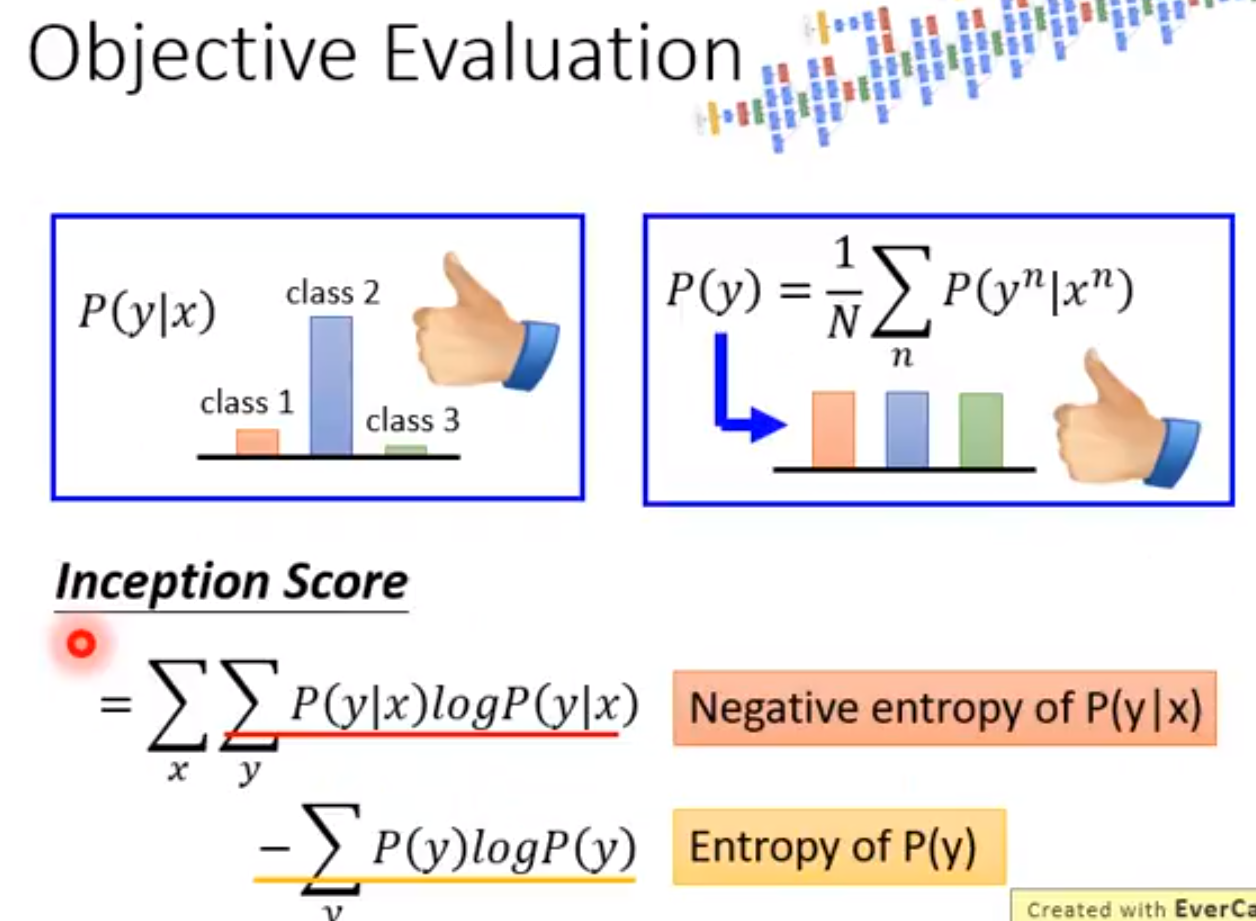 Objective Evaluation
P(y|x)
class 2
class 1
class 3
P(y) = \frac{1}{N} \sum_{n} P(y^n|x^n)
Inception Score
= \sum_{x} \sum_{y} P(y|x)logP(y|x)
Negative entropy of P(y|x)
- \sum_{y} P(y)logP(y)
Entropy of P(y)
Created with EverCa